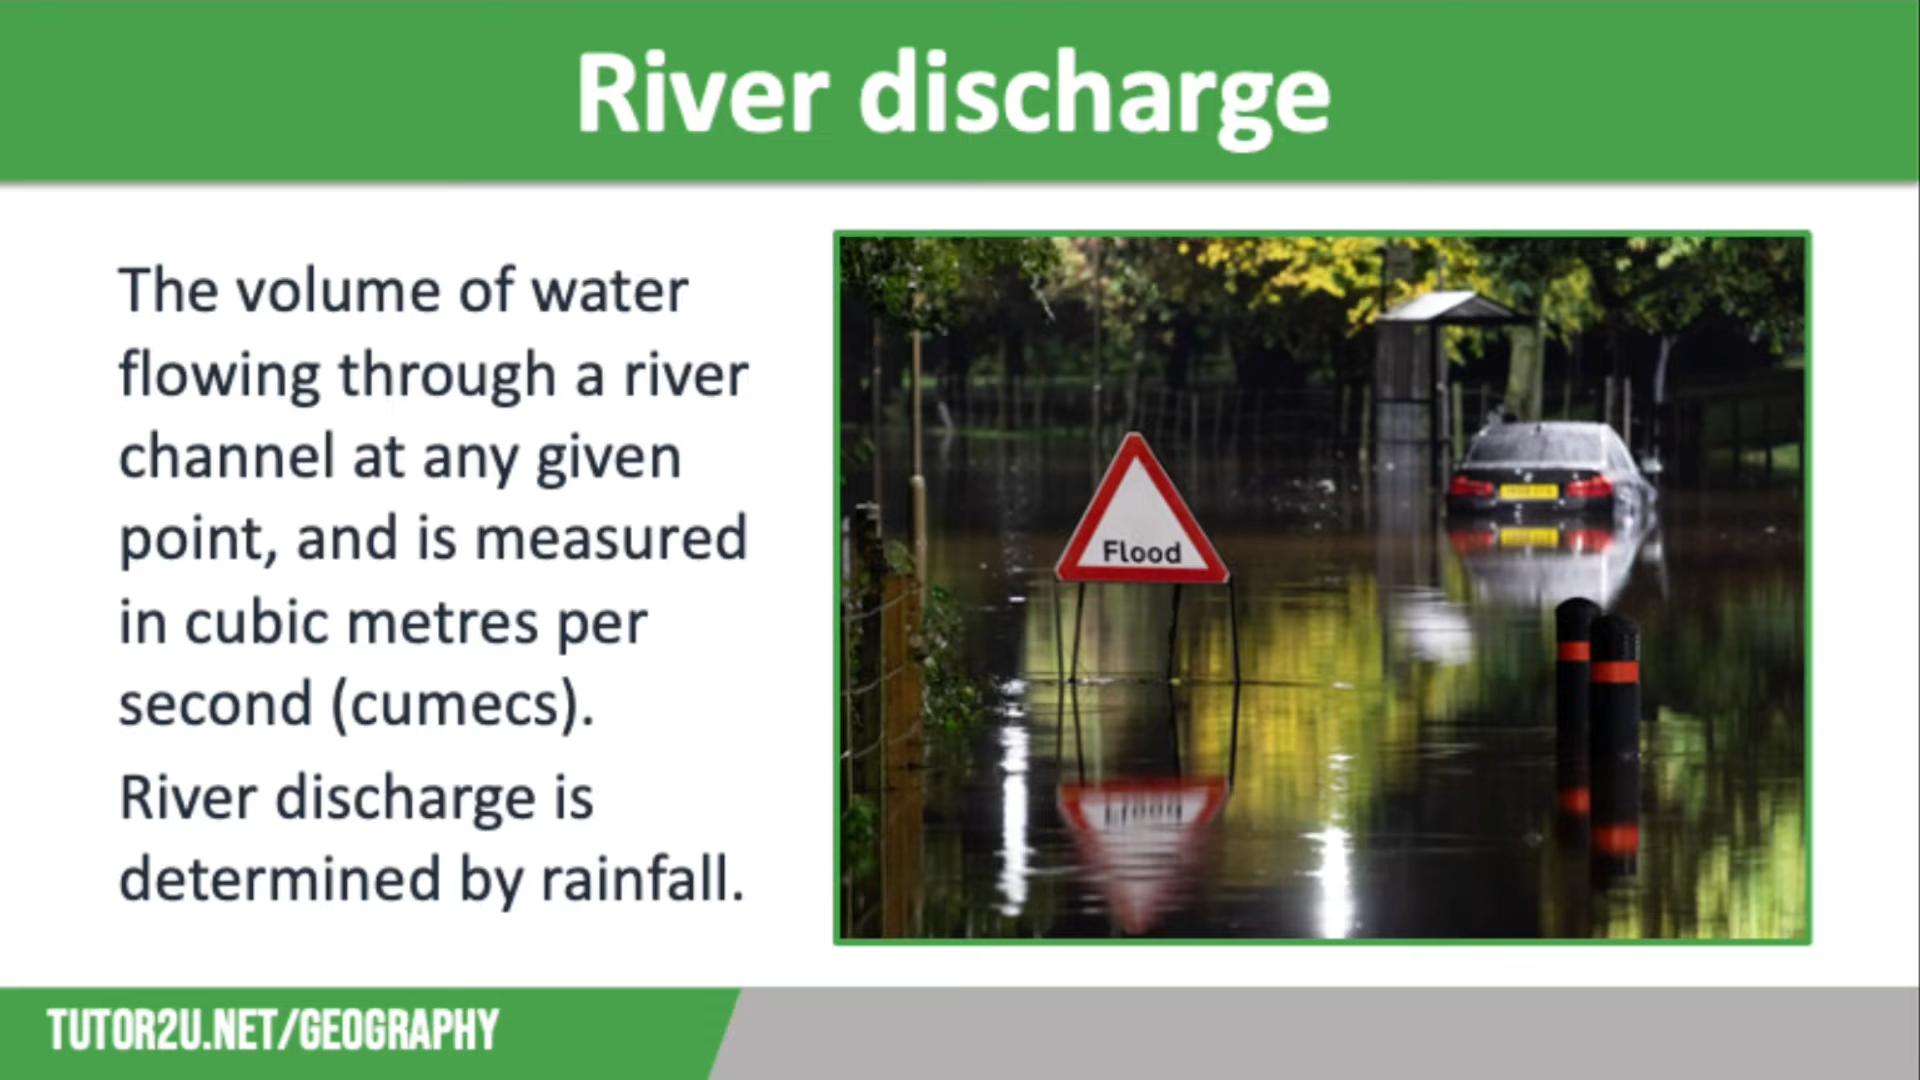 River discharge
The volume of water
flowing through a river
channel at any given
point, and is measured
in cubic metres per
second (cumecs).
River discharge is
determined by rainfall.
Flood
TUTOR2U.NET/GEOGRAPHY